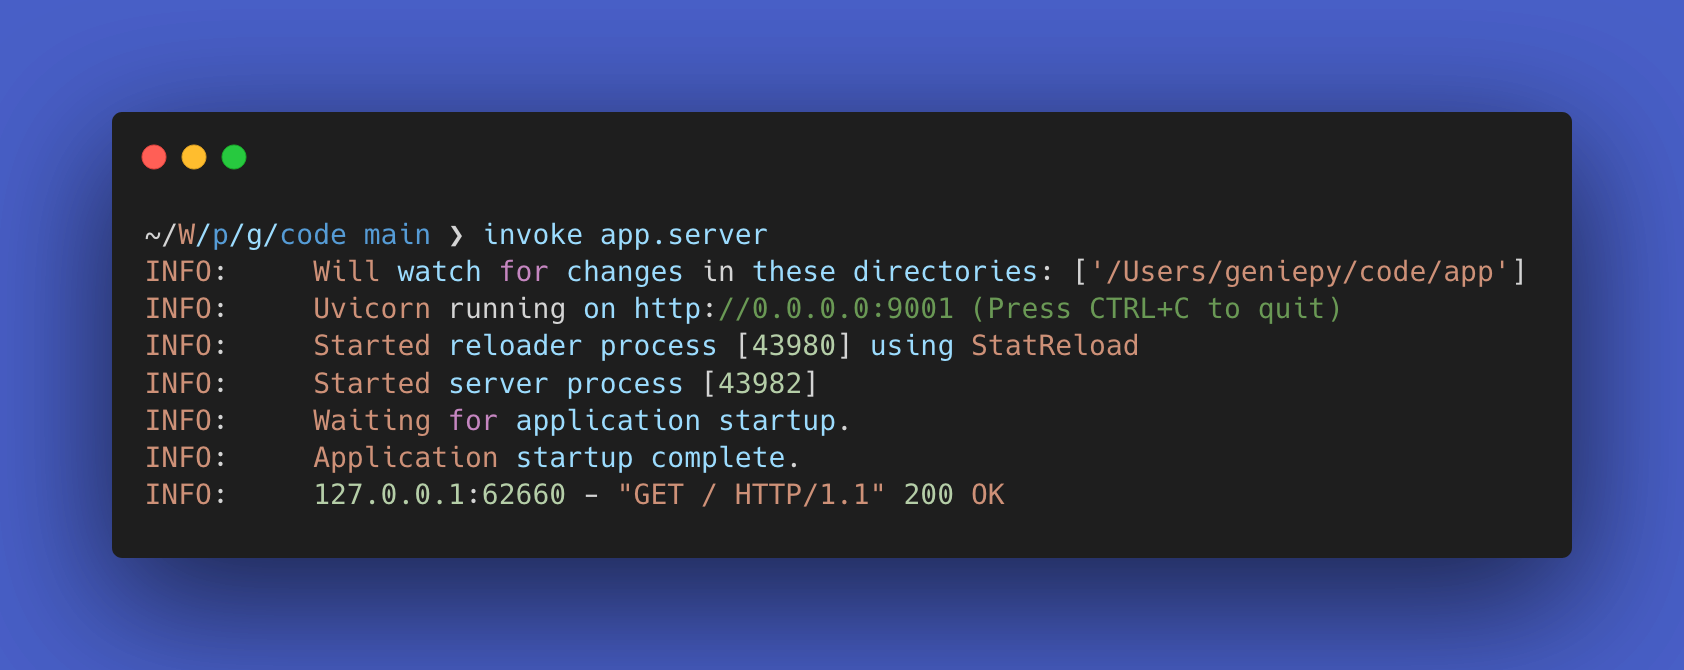 ~/W/p/g/code main ❯ invoke app.server
INFO:     Will watch for changes in these directories: ['/Users/geniepy/code/app']
INFO:     Uvicorn running on http://0.0.0.0:9001 (Press CTRL+C to quit)
INFO:     Started reloader process [43980] using StatReload
INFO:     Started server process [43982]
INFO:     Waiting for application startup.
INFO:     Application startup complete.
INFO:     127.0.0.1:62660 - "GET / HTTP/1.1" 200 OK